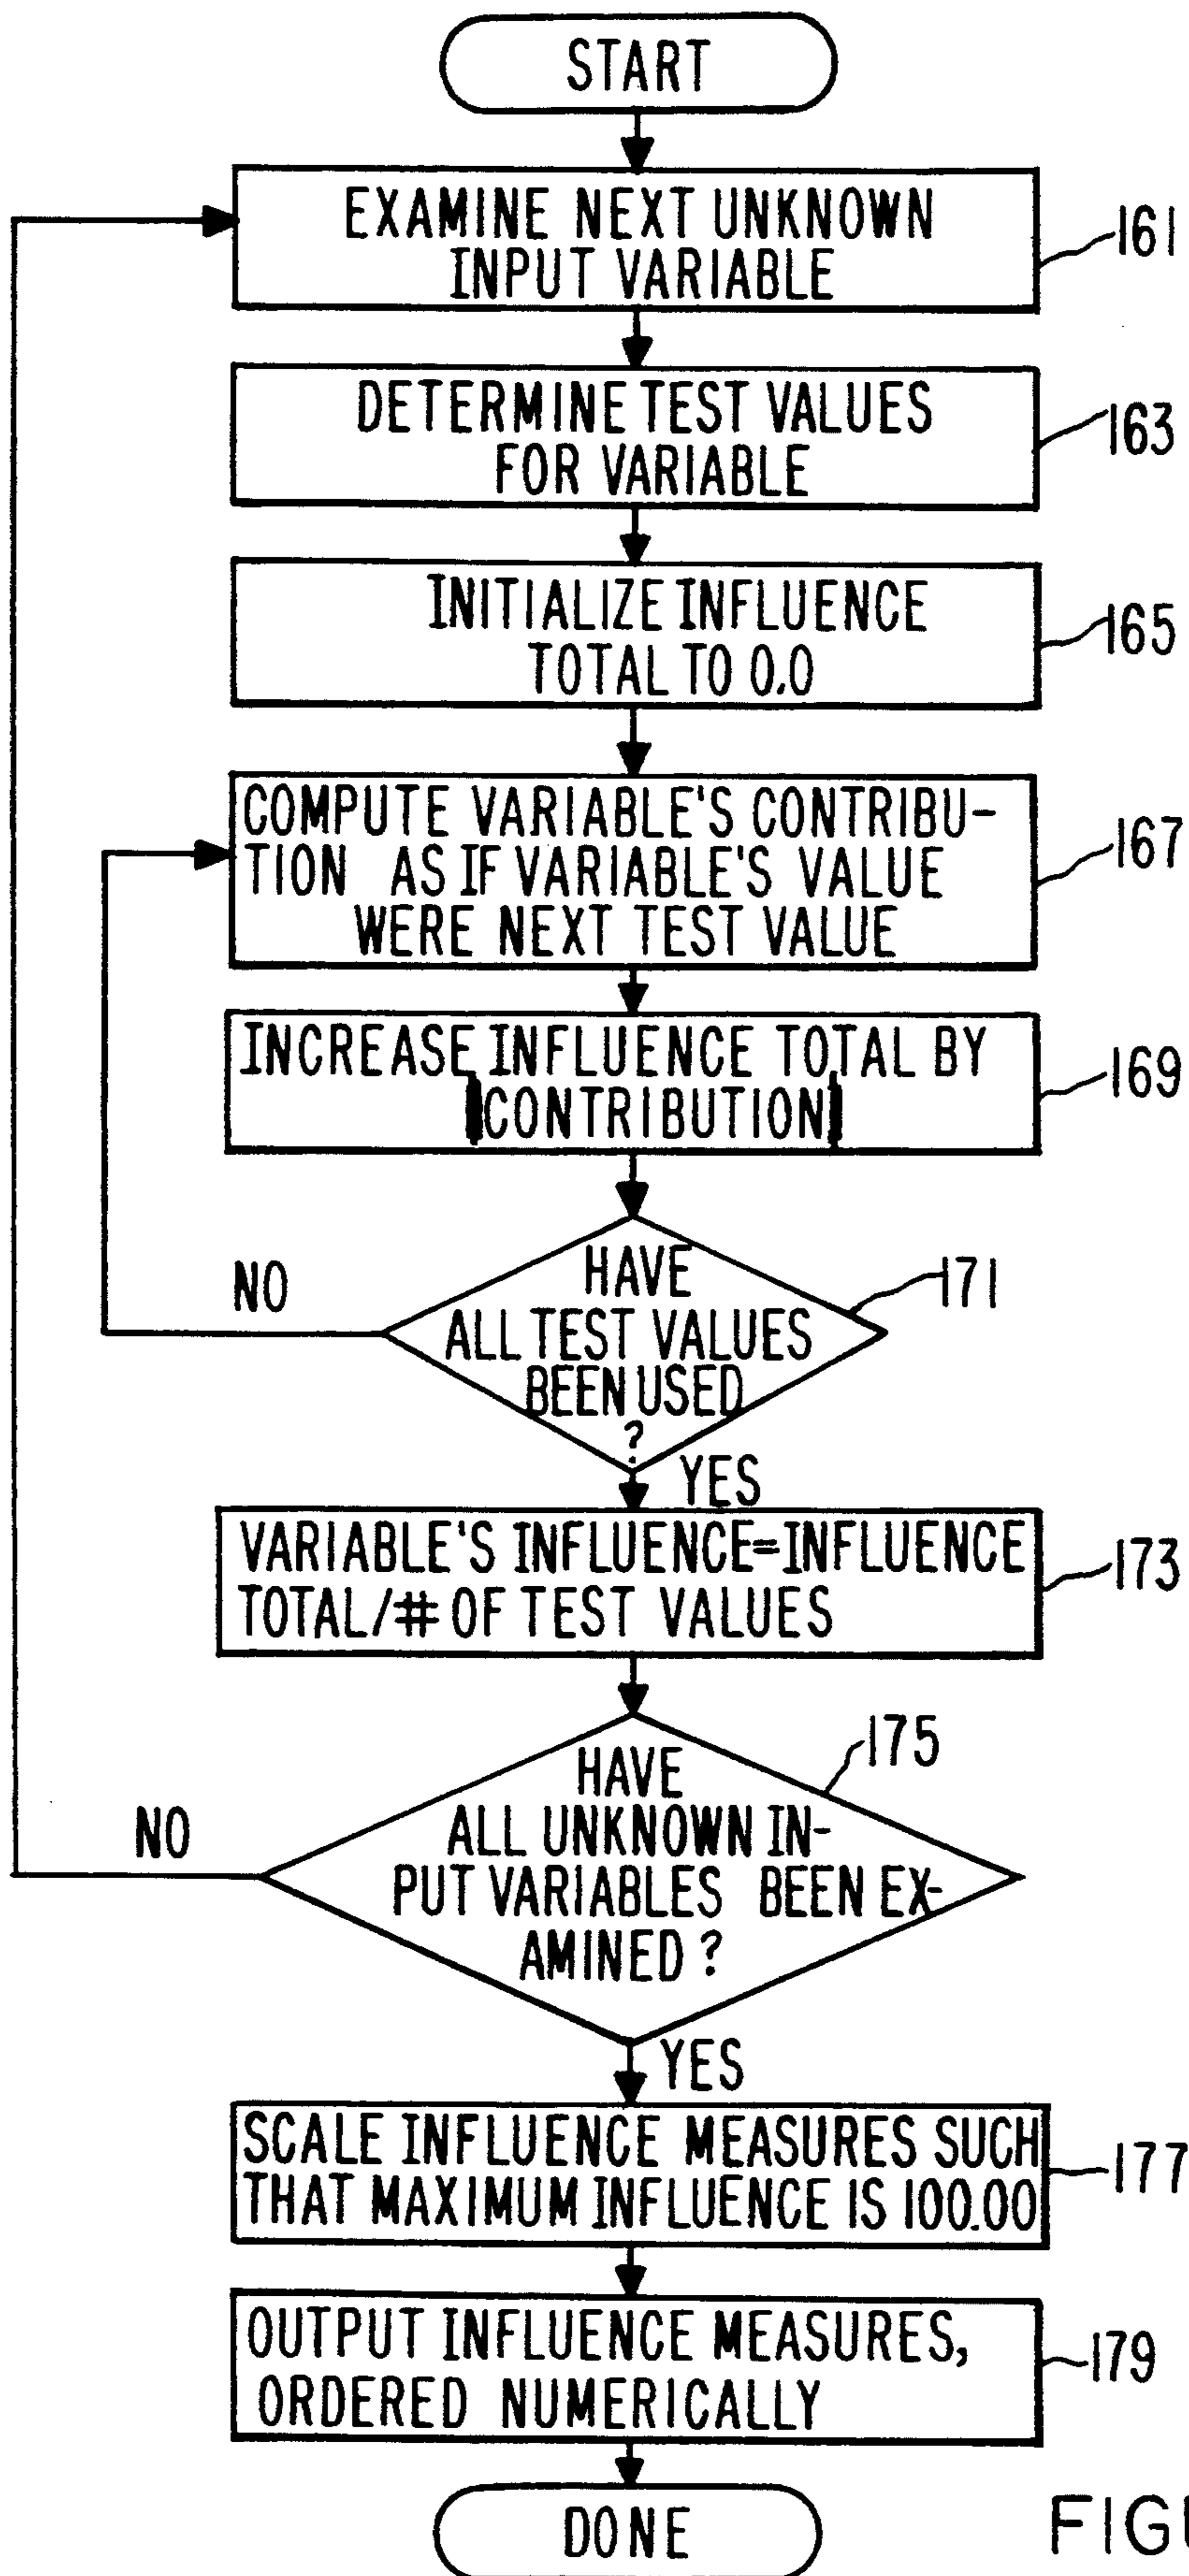 START
EXAMINE NEXT UNKNOWN
INPUT VARIABLE
161
DETERMINE TEST VALUES
FOR VARIABLE
163
INITIALIZE INFLUENCE
TOTAL TO 0.0
165
COMPUTE VARIABLE'S CONTRIBU-
TION AS IF VARIABLE'S VALUE
WERE NEXT TEST VALUE
167
INCREASE INFLUENCE TOTAL BY
|CONTRIBUTION|
169
HAVE
ALL TEST VALUES
BEEN USED
?
171
NO
YES
VARIABLE'S INFLUENCE=INFLUENCE
TOTAL/# OF TEST VALUES
173
HAVE
ALL UNKNOWN IN-
PUT VARIABLES BEEN EX-
AMINED ?
175
NO
YES
SCALE INFLUENCE MEASURES SUCH
THAT MAXIMUM INFLUENCE IS 100.00
177
OUTPUT INFLUENCE MEASURES,
ORDERED NUMERICALLY
179
DONE